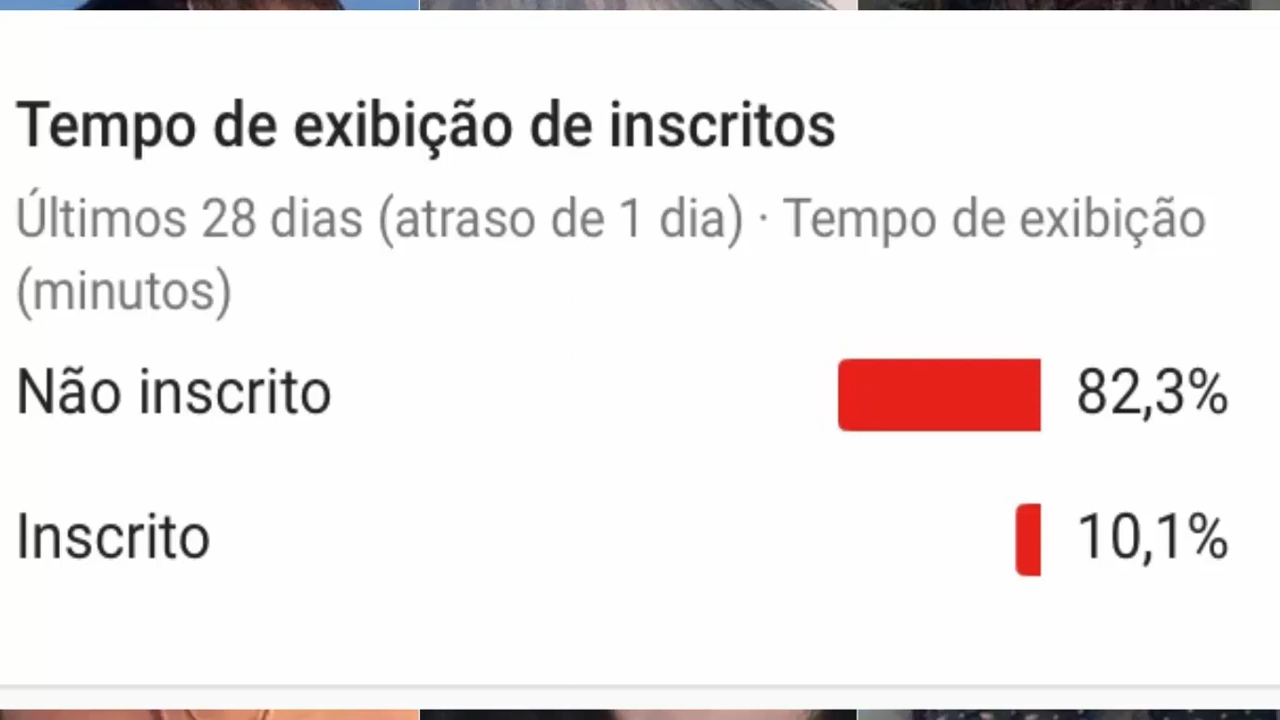 Tempo de exibição de inscritos
Últimos 28 dias (atraso de 1 dia) · Tempo de exibição
(minutos)
Não inscrito 82,3%
Inscrito 10,1%